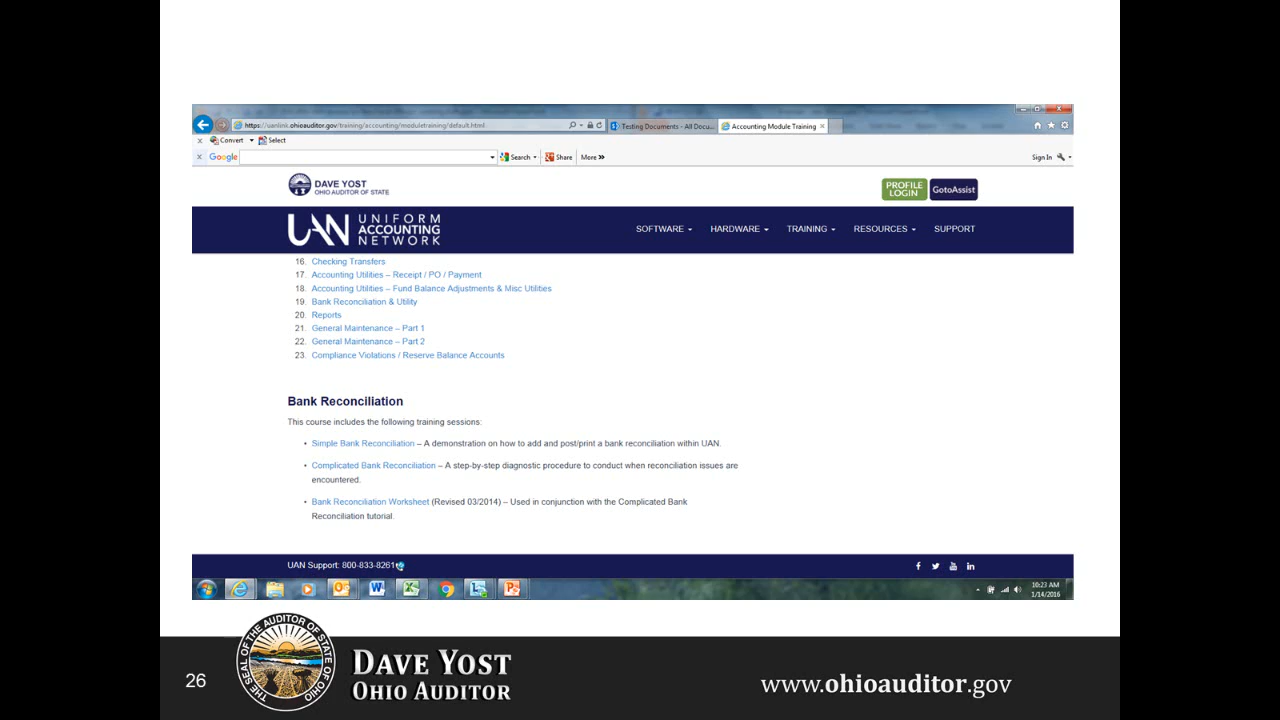 https://uanlink.ohioauditor.gov/training/accounting/moduletraining/default.html
Testing Documents - All Docu...
Accounting Module Training
x Convert Select
x Google Search Share More » Sign In
DAVE YOST
OHIO AUDITOR OF STATE
PROFILE LOGIN
GotoAssist
UAN UNIFORM ACCOUNTING NETWORK
SOFTWARE HARDWARE TRAINING RESOURCES SUPPORT
16. Checking Transfers
17. Accounting Utilities – Receipt / PO / Payment
18. Accounting Utilities – Fund Balance Adjustments & Misc Utilities
19. Bank Reconciliation & Utility
20. Reports
21. General Maintenance – Part 1
22. General Maintenance – Part 2
23. Compliance Violations / Reserve Balance Accounts
Bank Reconciliation
This course includes the following training sessions:
• Simple Bank Reconciliation – A demonstration on how to add and post/print a bank reconciliation within UAN.
• Complicated Bank Reconciliation – A step-by-step diagnostic procedure to conduct when reconciliation issues are
encountered.
• Bank Reconciliation Worksheet (Revised 03/2014) – Used in conjunction with the Complicated Bank
Reconciliation tutorial.
UAN Support: 800-833-8261
10:23 AM
1/14/2016
26
THE SEAL OF THE AUDITOR OF STATE OF OHIO
DAVE YOST
OHIO AUDITOR
www.ohioauditor.gov